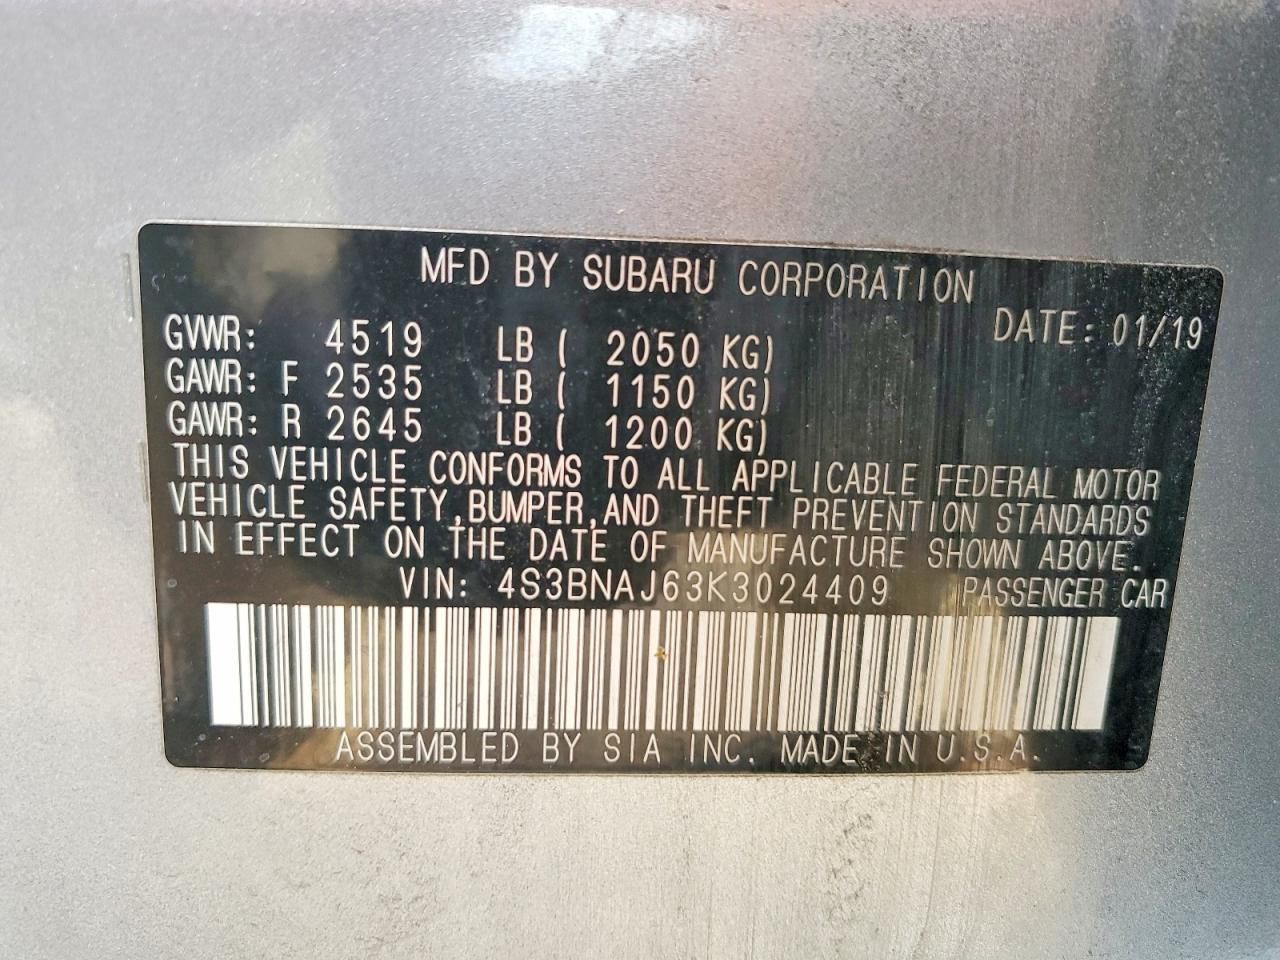 MFD BY SUBARU CORPORATION
DATE: 01/19
GVWR: 4519 LB ( 2050 KG)
GAWR: F 2535 LB ( 1150 KG)
GAWR: R 2645 LB ( 1200 KG)
THIS VEHICLE CONFORMS TO ALL APPLICABLE FEDERAL MOTOR
VEHICLE SAFETY,BUMPER,AND THEFT PREVENTION STANDARDS
IN EFFECT ON THE DATE OF MANUFACTURE SHOWN ABOVE.
VIN: 4S3BNAJ63K3024409 PASSENGER CAR
ASSEMBLED BY SIA INC. MADE IN U.S.A.